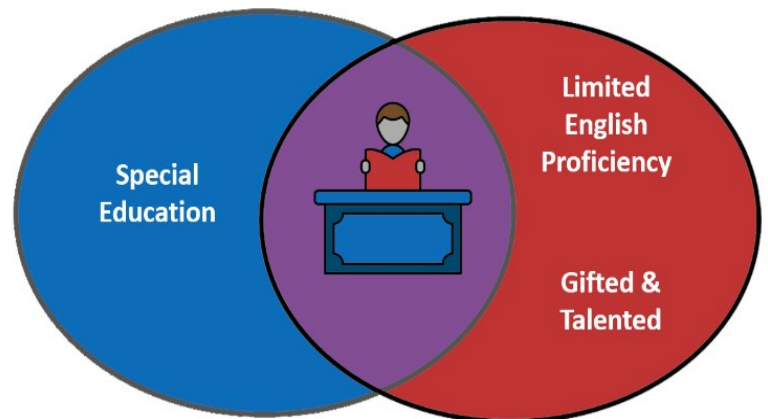 Special
Education
Limited
English
Proficiency
Gifted &
Talented